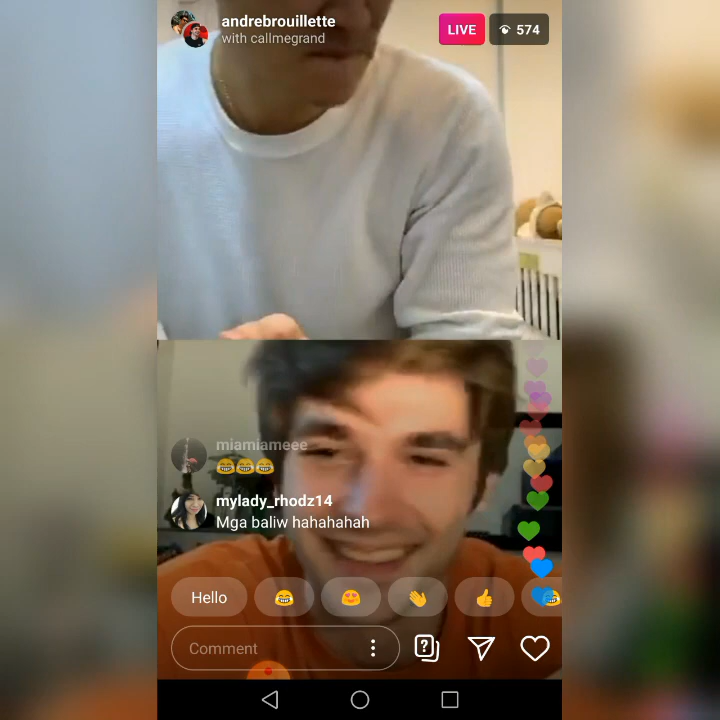 andrebrouillette
with callmegrand
LIVE
574
miamiameee
😂😂😂
mylady_rhodz14
Mga baliw hahahahah
Hello
Comment